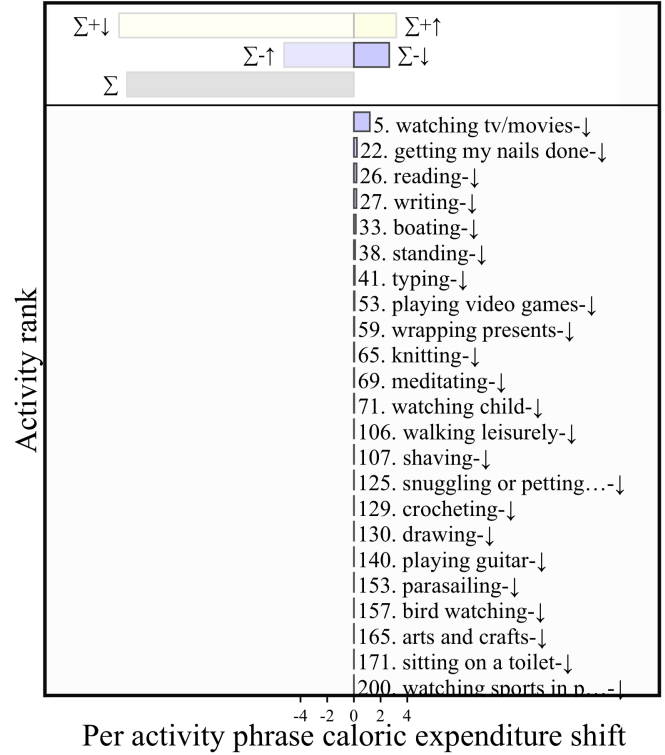 ∑+↓ ∑+↑
∑-↑ ∑-↓
∑
5. watching tv/movies-↓
22. getting my nails done-↓
26. reading-↓
27. writing-↓
33. boating-↓
38. standing-↓
41. typing-↓
53. playing video games-↓
59. wrapping presents-↓
65. knitting-↓
69. meditating-↓
71. watching child-↓
106. walking leisurely-↓
107. shaving-↓
125. snuggling or petting…-↓
129. crocheting-↓
130. drawing-↓
140. playing guitar-↓
153. parasailing-↓
157. bird watching-↓
165. arts and crafts-↓
171. sitting on a toilet-↓
200. watching sports in p…-↓
Activity rank
-4 -2 0 2 4
Per activity phrase caloric expenditure shift